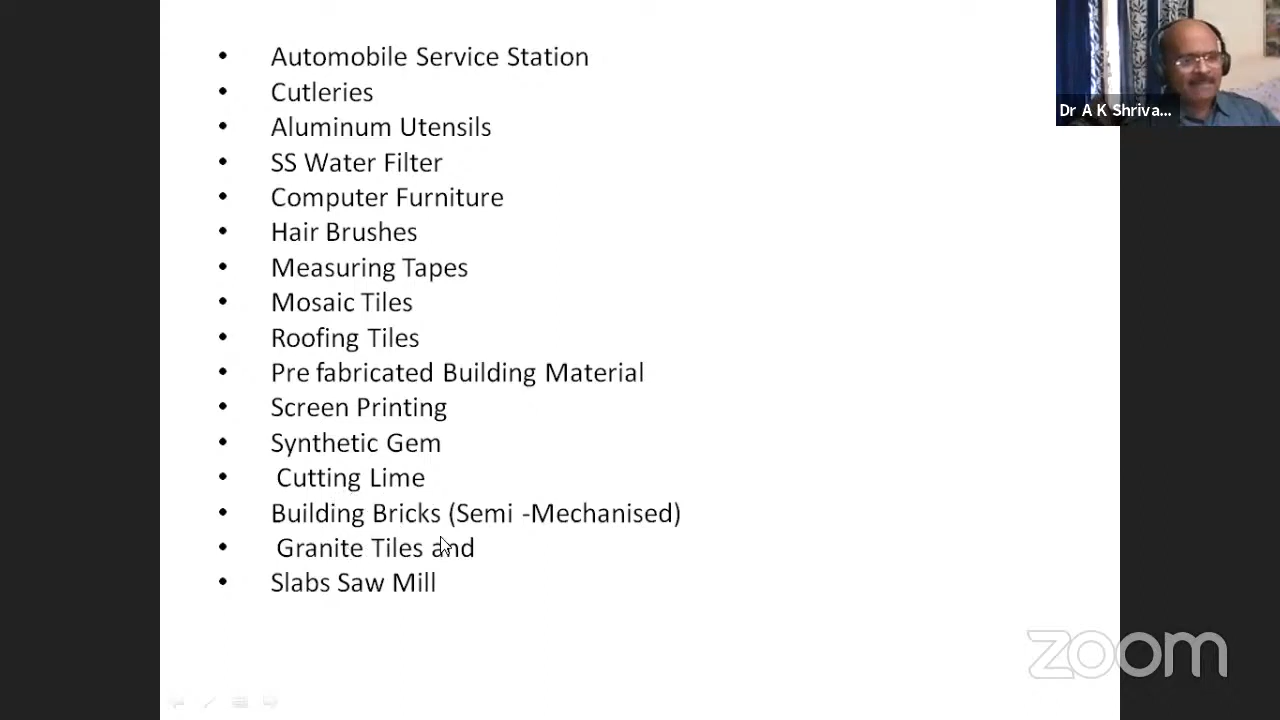 • Automobile Service Station
• Cutleries
• Aluminum Utensils
• SS Water Filter
• Computer Furniture
• Hair Brushes
• Measuring Tapes
• Mosaic Tiles
• Roofing Tiles
• Pre fabricated Building Material
• Screen Printing
• Synthetic Gem
• Cutting Lime
• Building Bricks (Semi -Mechanised)
• Granite Tiles and
• Slabs Saw Mill
Dr A K Shriva...
zoom